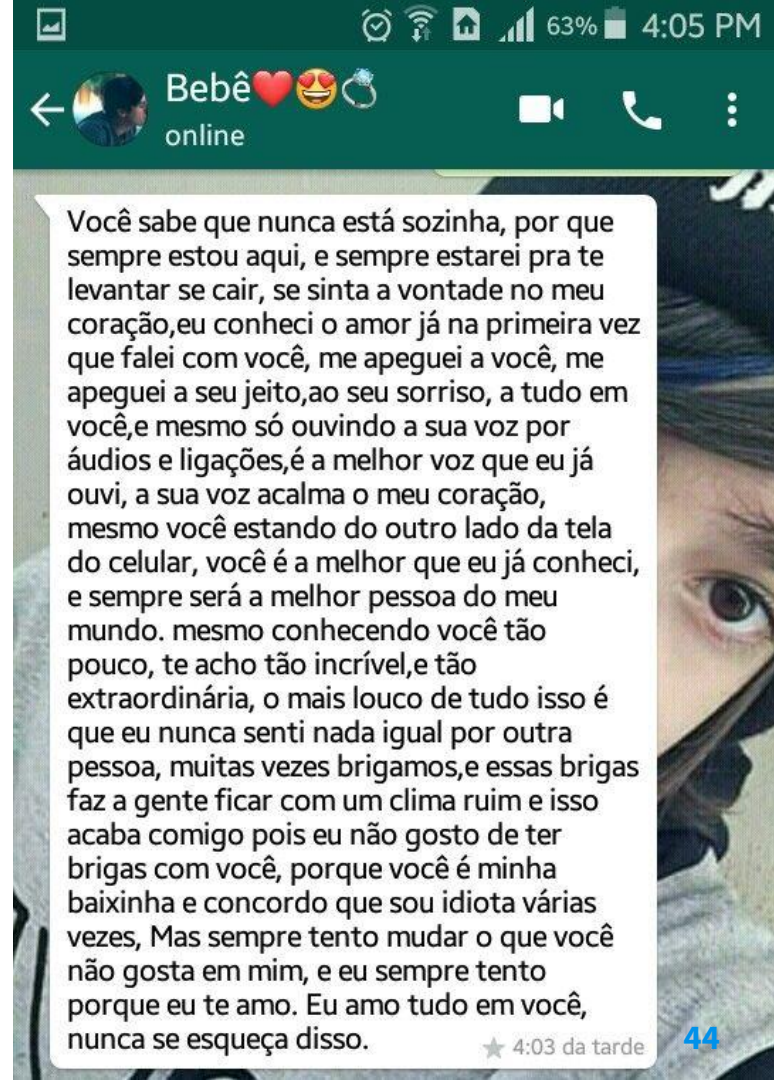 63% 4:05 PM
Bebê❤️😍💍
online
Você sabe que nunca está sozinha, por que
sempre estou aqui, e sempre estarei pra te
levantar se cair, se sinta a vontade no meu
coração,eu conheci o amor já na primeira vez
que falei com você, me apeguei a você, me
apeguei a seu jeito,ao seu sorriso, a tudo em
você,e mesmo só ouvindo a sua voz por
áudios e ligações,é a melhor voz que eu já
ouvi, a sua voz acalma o meu coração,
mesmo você estando do outro lado da tela
do celular, você é a melhor que eu já conheci,
e sempre será a melhor pessoa do meu
mundo. mesmo conhecendo você tão
pouco, te acho tão incrível,e tão
extraordinária, o mais louco de tudo isso é
que eu nunca senti nada igual por outra
pessoa, muitas vezes brigamos,e essas brigas
faz a gente ficar com um clima ruim e isso
acaba comigo pois eu não gosto de ter
brigas com você, porque você é minha
baixinha e concordo que sou idiota várias
vezes, Mas sempre tento mudar o que você
não gosta em mim, e eu sempre tento
porque eu te amo. Eu amo tudo em você,
nunca se esqueça disso.
★ 4:03 da tarde
44